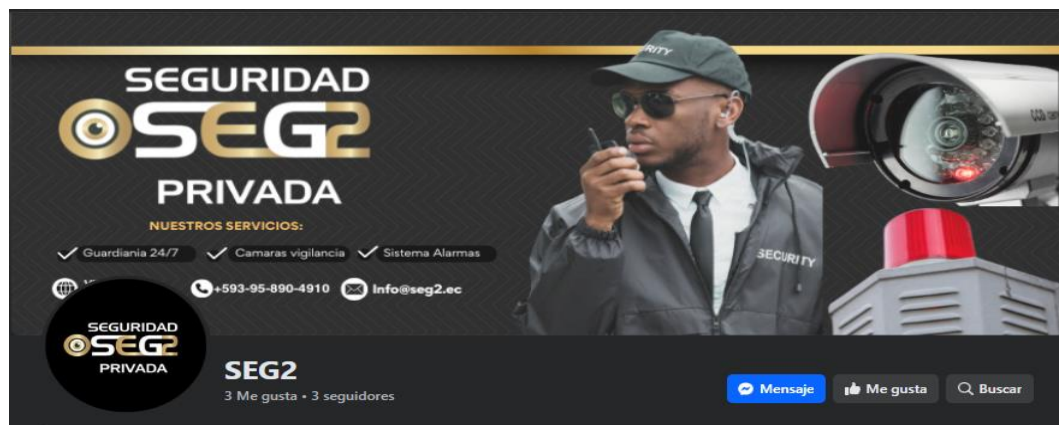 SEGURIDAD
SEG2
PRIVADA
NUESTROS SERVICIOS:
Guardiania 24/7 Camaras vigilancia Sistema Alarmas
+593-95-890-4910 Info@seg2.ec
SECURITY
CCD
SEGURIDAD
SEG2
PRIVADA
SEG2
3 Me gusta • 3 seguidores
Mensaje Me gusta Buscar